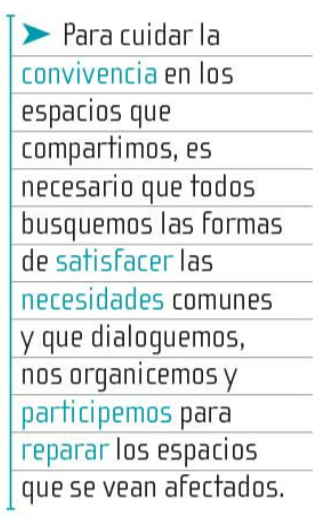 ➤ Para cuidar la
convivencia en los
espacios que
compartimos, es
necesario que todos
busquemos las formas
de satisfacer las
necesidades comunes
y que dialoguemos,
nos organicemos y
participemos para
reparar los espacios
que se vean afectados.